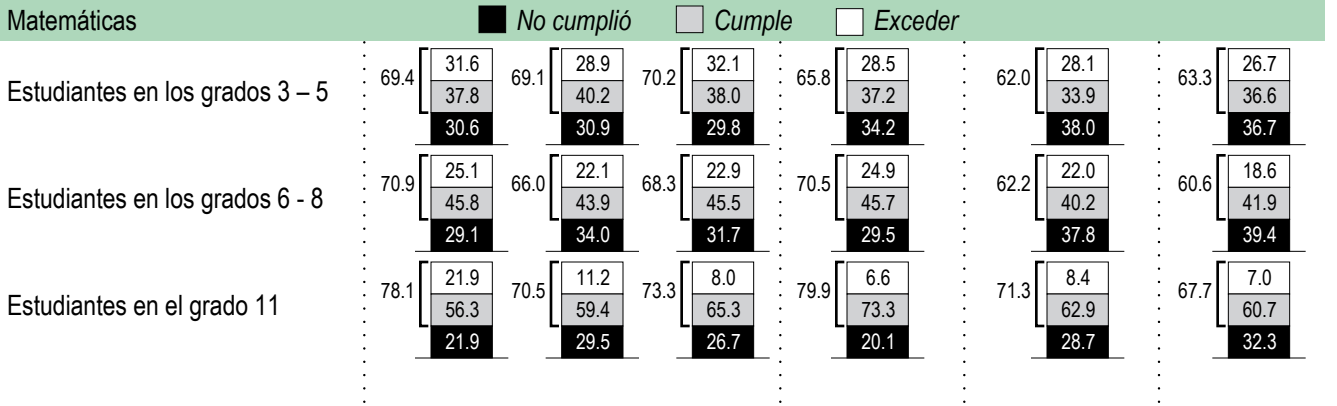 Matemáticas No cumplió Cumple Exceder
31.6 28.9 32.1 28.5 28.1 26.7
69.4 69.1 70.2 65.8 62.0 63.3
Estudiantes en los grados 3 – 5 37.8 40.2 38.0 37.2 33.9 36.6
30.6 30.9 29.8 34.2 38.0 36.7
25.1 22.1 22.9 24.9 22.0 18.6
70.9 66.0 68.3 70.5 62.2 60.6
Estudiantes en los grados 6 - 8 45.8 43.9 45.5 45.7 40.2 41.9
29.1 34.0 31.7 29.5 37.8 39.4
21.9 11.2 8.0 6.6 8.4 7.0
78.1 70.5 73.3 79.9 71.3 67.7
Estudiantes en el grado 11 56.3 59.4 65.3 73.3 62.9 60.7
21.9 29.5 26.7 20.1 28.7 32.3